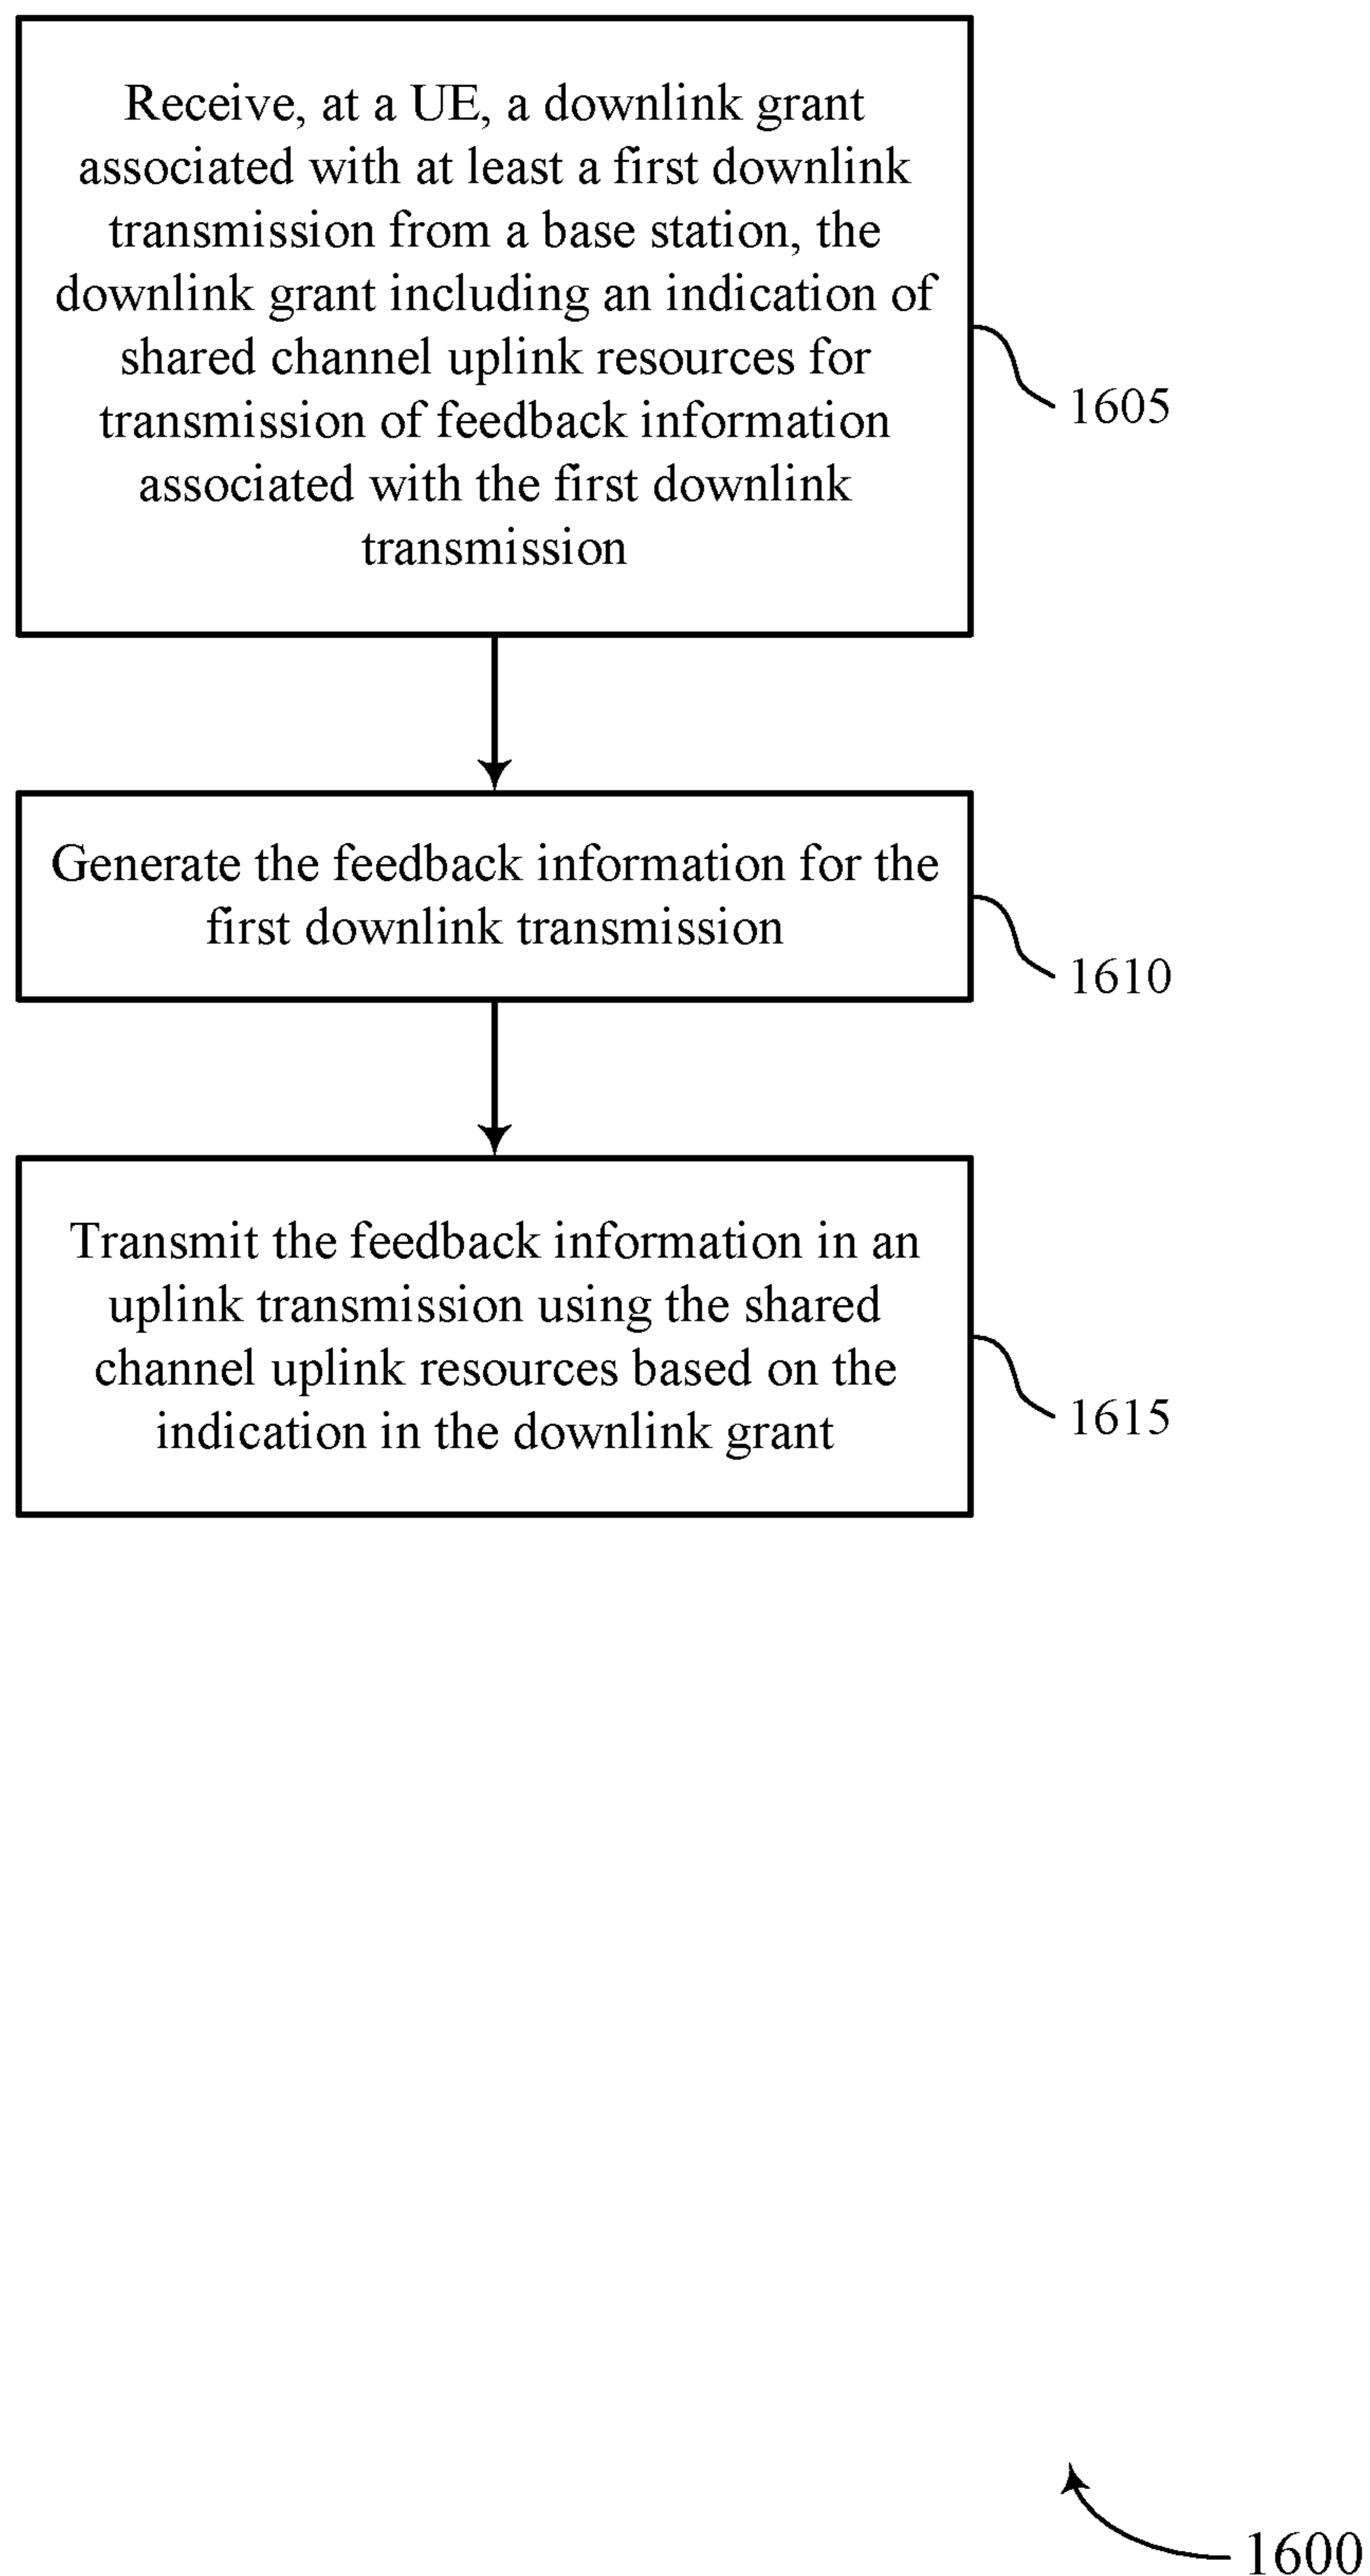 Receive, at a UE, a downlink grant
associated with at least a first downlink
transmission from a base station, the
downlink grant including an indication of
shared channel uplink resources for
transmission of feedback information
associated with the first downlink
transmission
1605
Generate the feedback information for the
first downlink transmission
1610
Transmit the feedback information in an
uplink transmission using the shared
channel uplink resources based on the
indication in the downlink grant
1615
1600